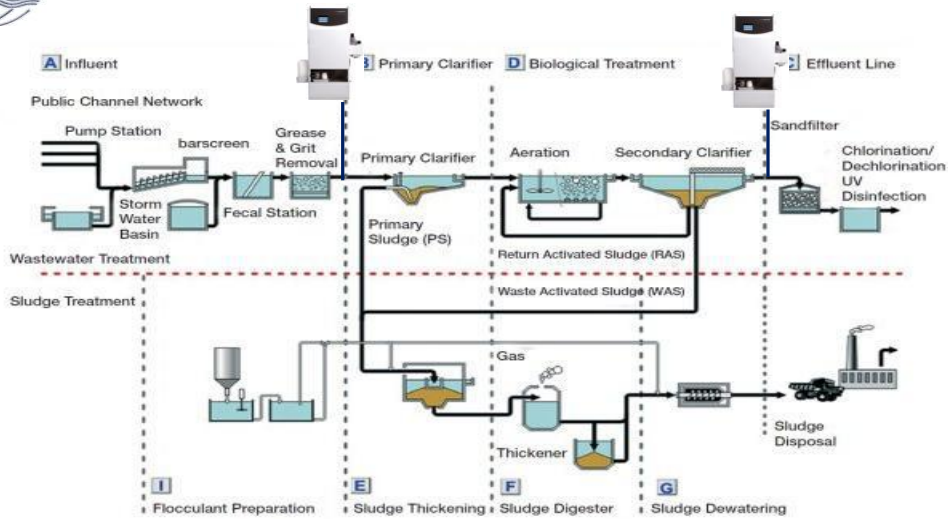 A Influent
B Primary Clarifier
D Biological Treatment
C Effluent Line
Public Channel Network
Pump Station
barscreen
Grease
& Grit
Removal
Primary Clarifier
Aeration
Secondary Clarifier
Sandfilter
Chlorination/
Dechlorination
UV
Disinfection
Storm
Water
Basin
Fecal Station
Primary
Sludge (PS)
Return Activated Sludge (RAS)
Wastewater Treatment
Sludge Treatment
Waste Activated Sludge (WAS)
Gas
Thickener
Sludge
Disposal
I
Flocculant Preparation
E
Sludge Thickening
F
Sludge Digester
G
Sludge Dewatering